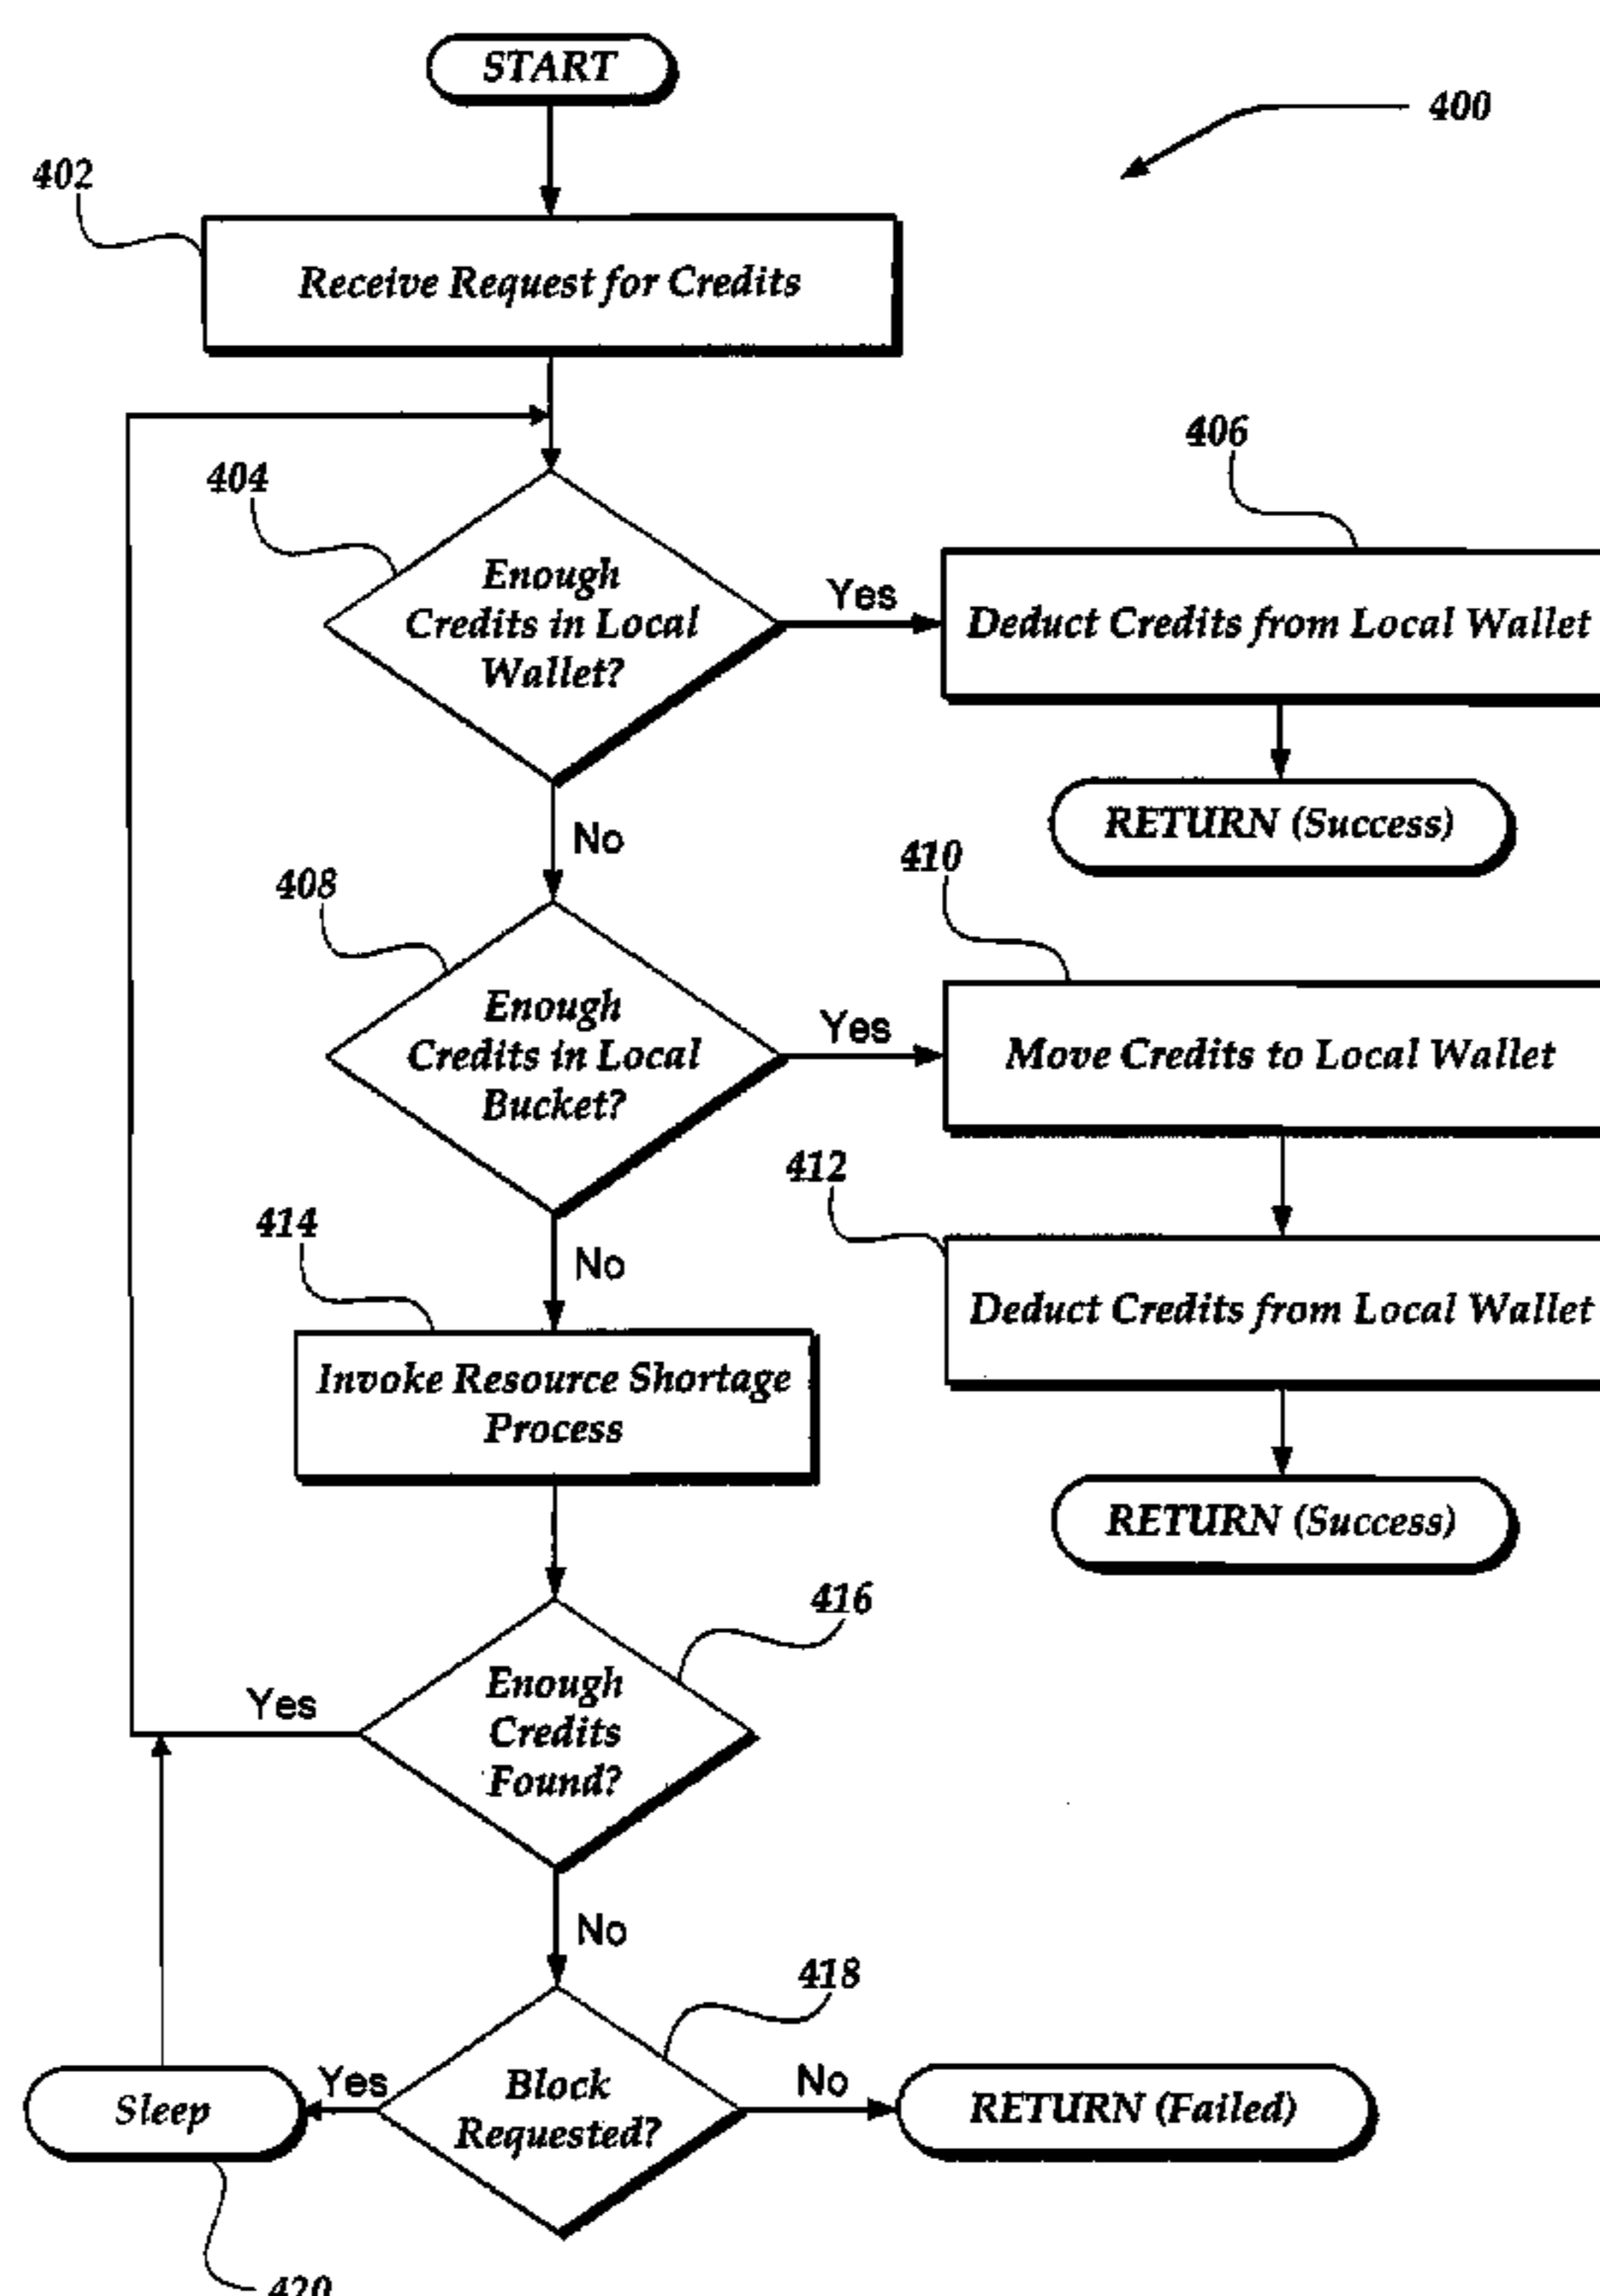 START
400
402
Receive Request for Credits
406
404
Enough
Credits in Local
Wallet?
Yes
Deduct Credits from Local Wallet
No
RETURN (Success)
410
408
Enough
Credits in Local
Bucket?
Yes
Move Credits to Local Wallet
412
414
No
Deduct Credits from Local Wallet
Invoke Resource Shortage
Process
RETURN (Success)
416
Enough
Credits
Found?
Yes
No
418
Block
Requested?
Yes
Sleep
No
RETURN (Failed)
420